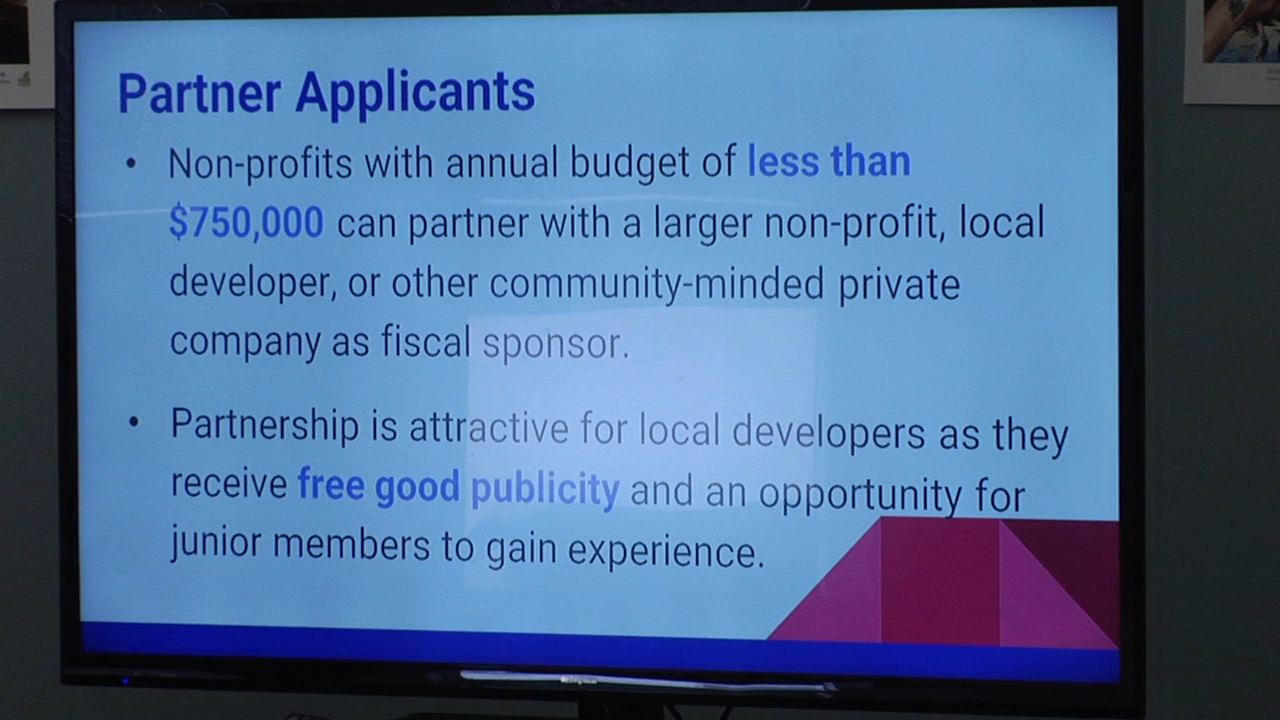 Partner Applicants
• Non-profits with annual budget of less than
$750,000 can partner with a larger non-profit, local
developer, or other community-minded private
company as fiscal sponsor.
• Partnership is attractive for local developers as they
receive free good publicity and an opportunity for
junior members to gain experience.